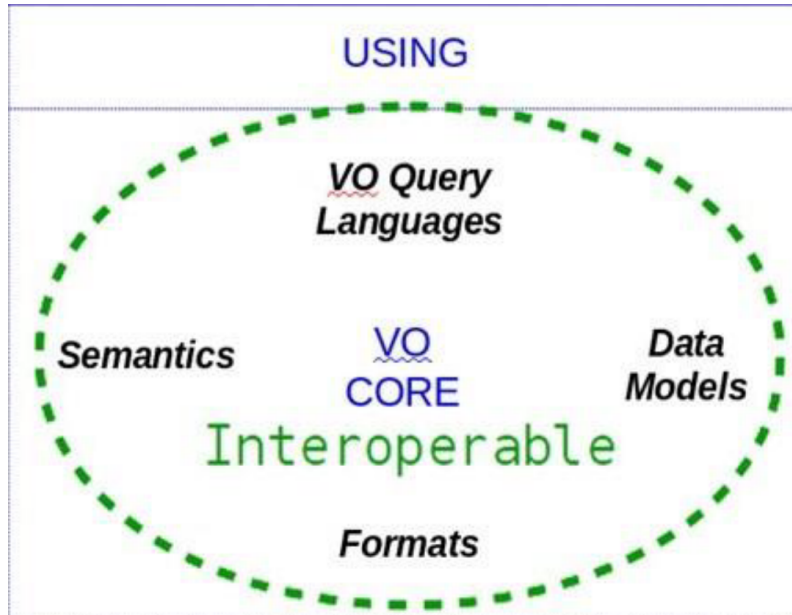 USING
VO Query
Languages
Semantics
VO
CORE
Data
Models
Interoperable
Formats